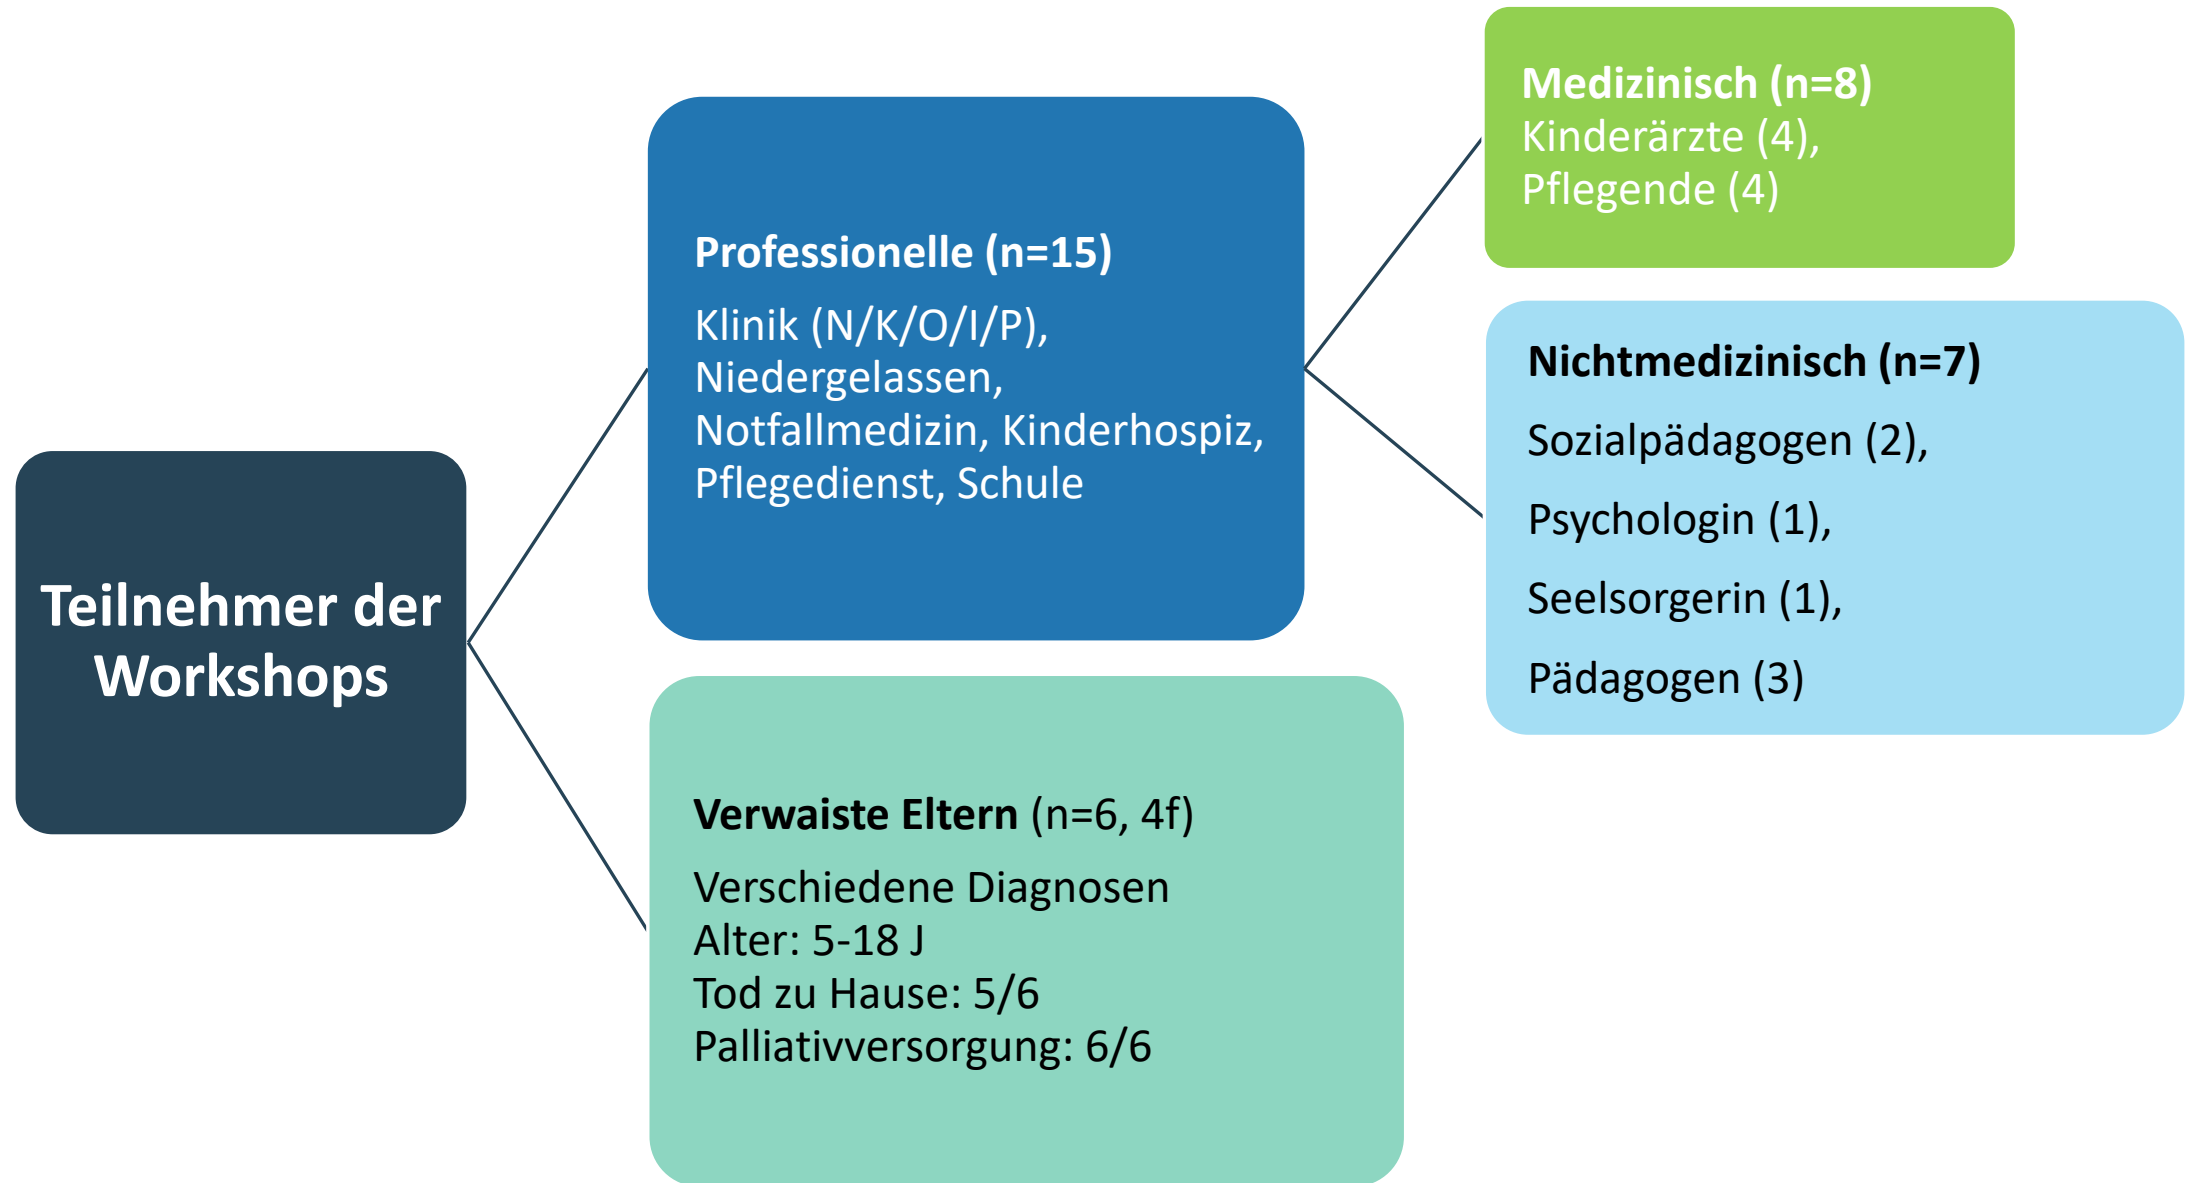 Teilnehmer der
Workshops
Professionelle (n=15)
Klinik (N/K/O/I/P),
Niedergelassen,
Notfallmedizin, Kinderhospiz,
Pflegedienst, Schule
Medizinisch (n=8)
Kinderärzte (4),
Pflegende (4)
Nichtmedizinisch (n=7)
Sozialpädagogen (2),
Psychologin (1),
Seelsorgerin (1),
Pädagogen (3)
Verwaiste Eltern (n=6, 4f)
Verschiedene Diagnosen
Alter: 5-18 J
Tod zu Hause: 5/6
Palliativversorgung: 6/6